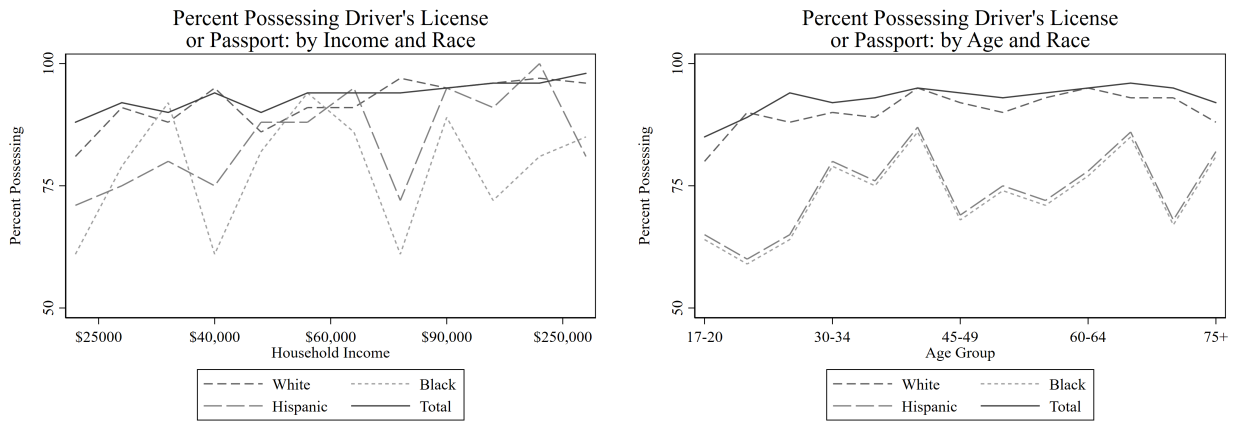 Percent Possessing Driver's License
or Passport: by Income and Race
Percent Possessing
100
75
50
$25000 $40,000 $60,000 $90,000 $250,000
Household Income
White Black
Hispanic Total
Percent Possessing Driver's License
or Passport: by Age and Race
Percent Possessing
100
75
50
17-20 30-34 45-49 60-64 75+
Age Group
White Black
Hispanic Total